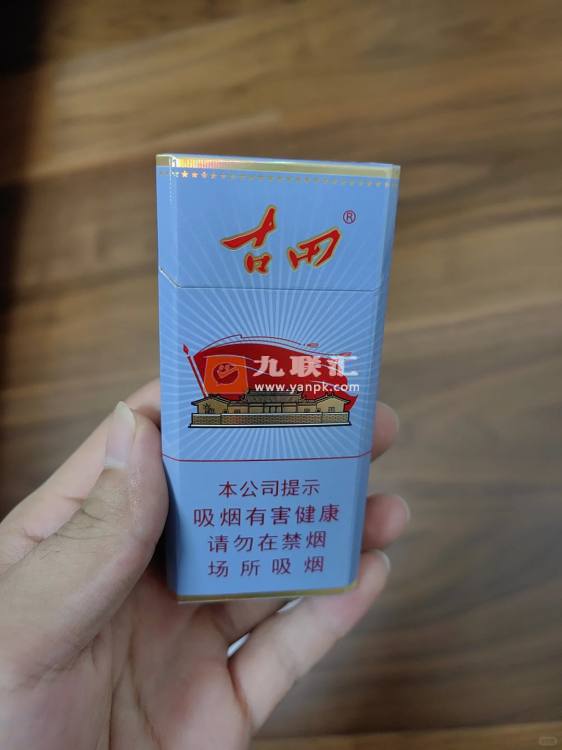 古田®
九联汇
www.yanpk.com
本公司提示
吸烟有害健康
请勿在禁烟
场所吸烟